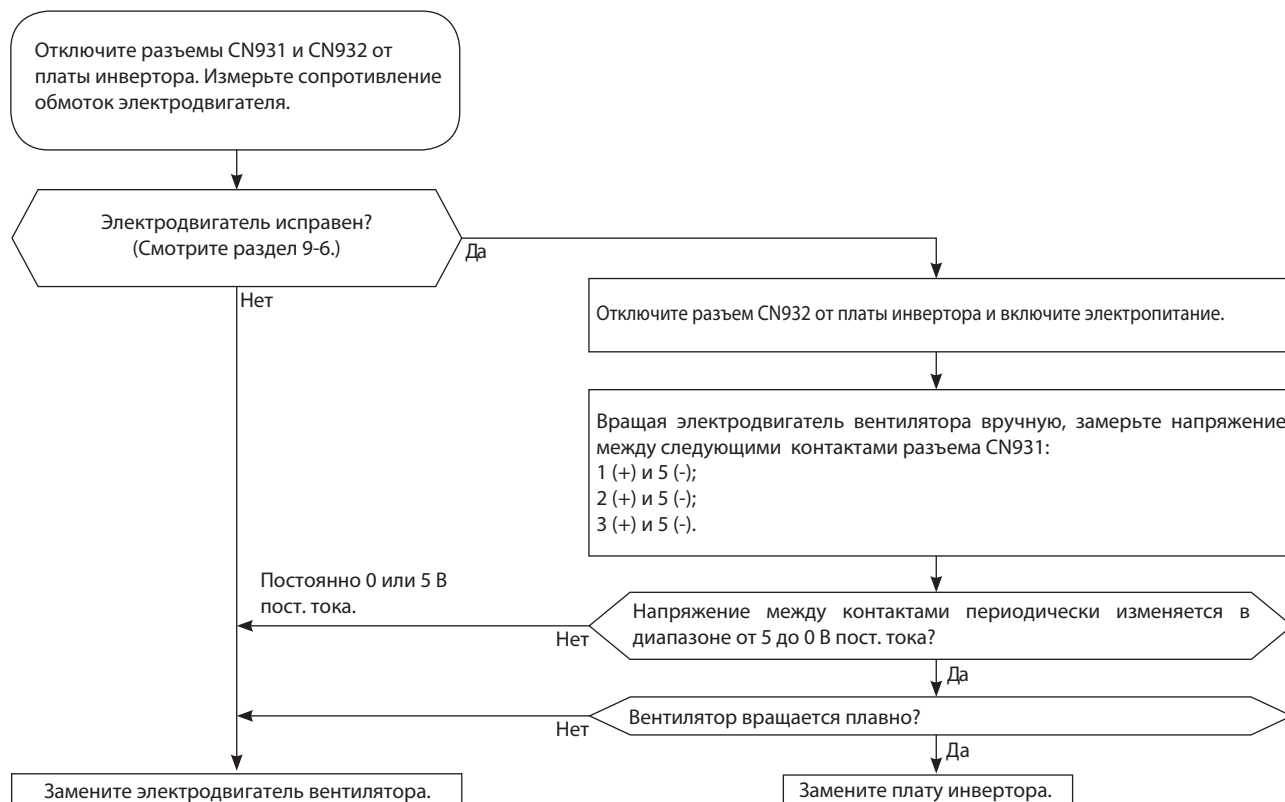 Отключите разъемы CN931 и CN932 от
платы инвертора. Измерьте сопротивление
обмоток электродвигателя.
Электродвигатель исправен?
(Смотрите раздел 9-6.)
Да
Нет
Отключите разъем CN932 от платы инвертора и включите электропитание.
Вращая электродвигатель вентилятора вручную, замерьте напряжение
между следующими контактами разъема CN931:
1 (+) и 5 (-);
2 (+) и 5 (-);
3 (+) и 5 (-).
Постоянно 0 или 5 В
пост. тока.
Напряжение между контактами периодически изменяется в
диапазоне от 5 до 0 В пост. тока?
Нет
Да
Вентилятор вращается плавно?
Нет
Да
Замените электродвигатель вентилятора.
Замените плату инвертора.